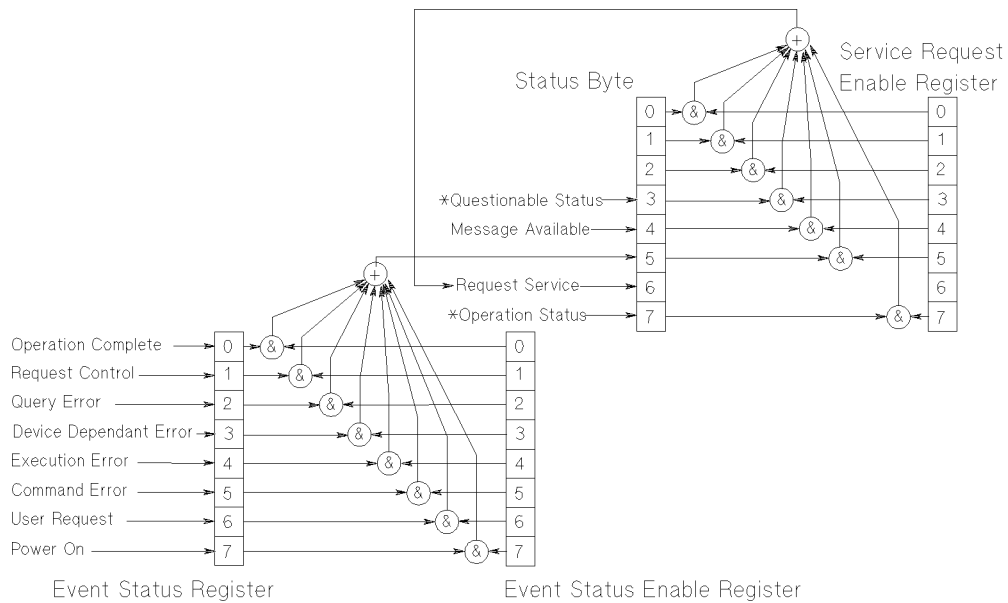 +
Service Request
Enable Register
Status Byte
0 & 0
1 & 1
2 & 2
*Questionable Status 3 & 3
Message Available 4 & 4
5 & 5
+
Request Service 6 6
*Operation Status 7 & 7
Operation Complete 0 & 0
Request Control 1 & 1
Query Error 2 & 2
Device Dependant Error 3 & 3
Execution Error 4 & 4
Command Error 5 & 5
User Request 6 & 6
Power On 7 & 7
Event Status Register
Event Status Enable Register